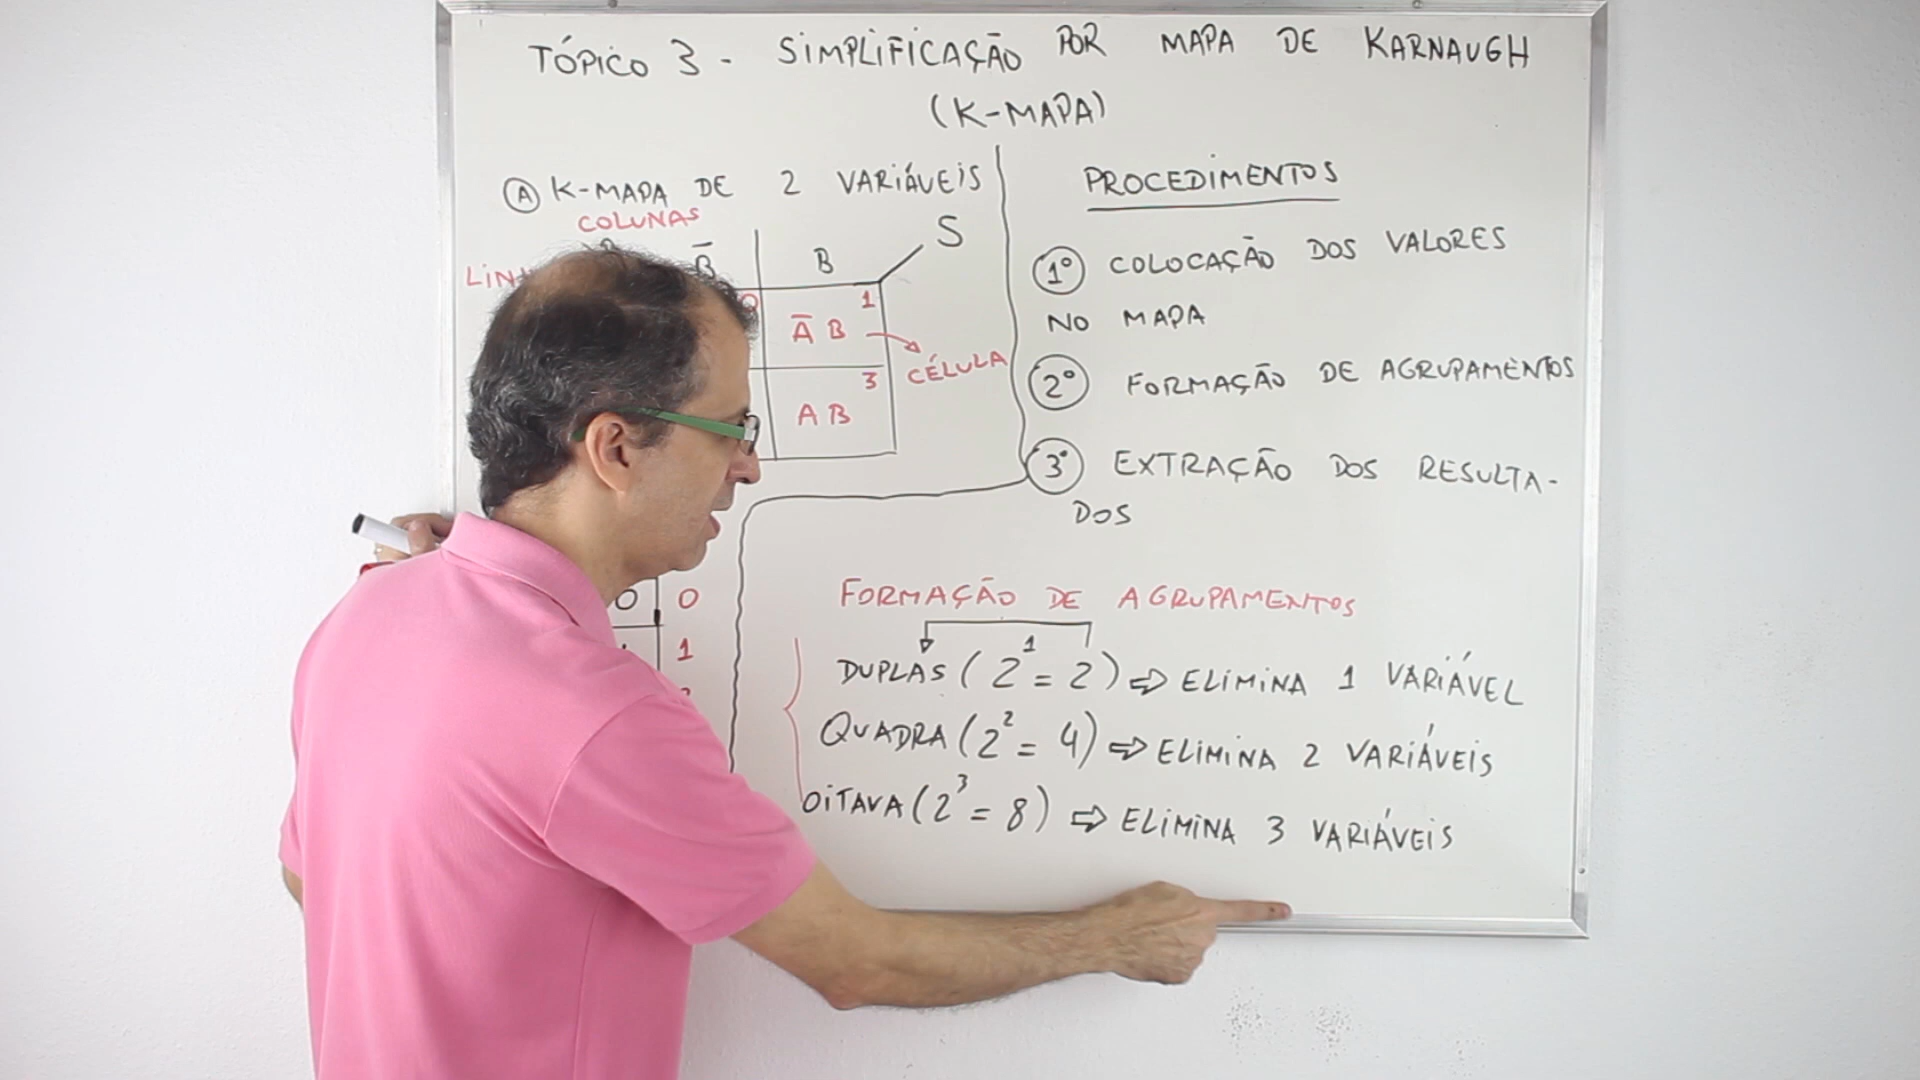 TÓPICO 3 - SIMPLIFICAÇÃO POR MAPA DE KARNAUGH
(K-MAPA)
A K-MAPA DE 2 VARIÁVEIS
COLUNAS
B̅ B S
0 1
A̅ B
CÉLULA
3
A B
0 0
1
PROCEDIMENTOS
1º COLOCAÇÃO DOS VALORES
NO MAPA
2º FORMAÇÃO DE AGRUPAMENTOS
3º EXTRAÇÃO DOS RESULTA-
DOS
FORMAÇÃO DE AGRUPAMENTOS
DUPLAS (2¹ = 2) ⇨ ELIMINA 1 VARIÁVEL
QUADRA (2² = 4) ⇨ ELIMINA 2 VARIÁVEIS
OITAVA (2³ = 8) ⇨ ELIMINA 3 VARIÁVEIS